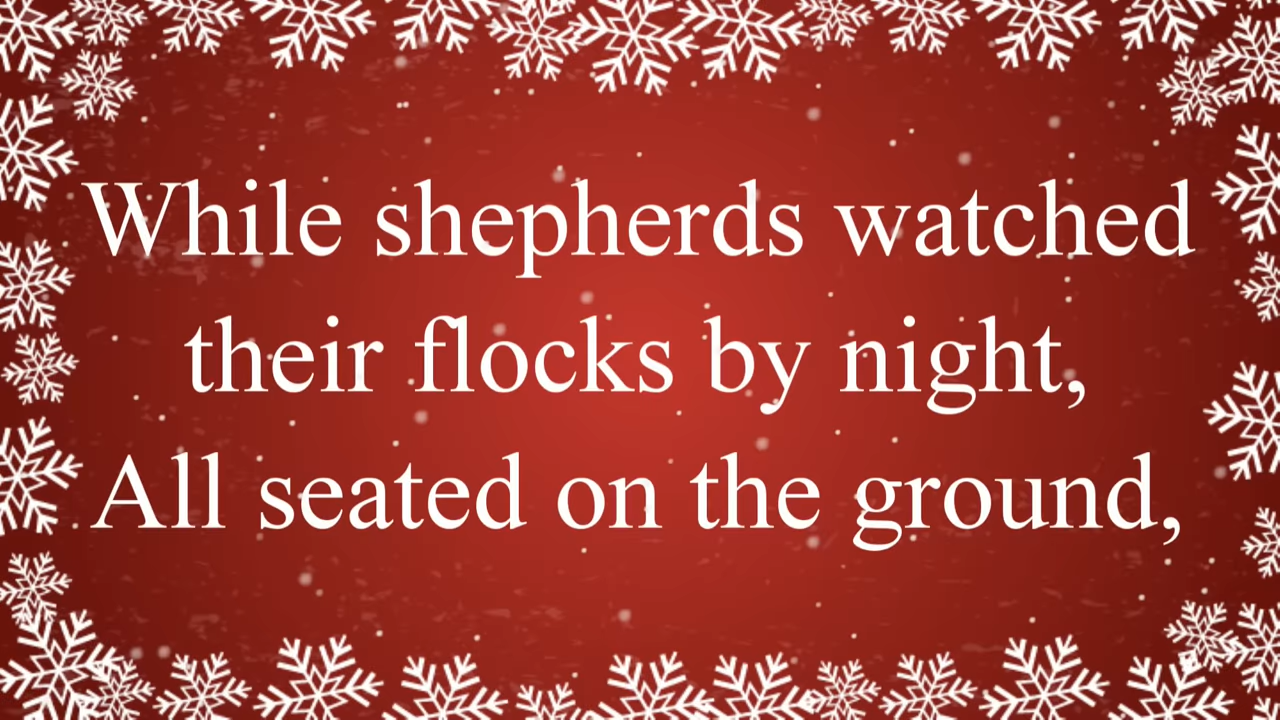 While shepherds watched
their flocks by night,
All seated on the ground,